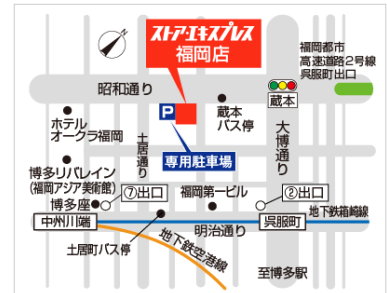 ストア・エキスプレス
福岡店
福岡都市
高速道路2号線
呉服町出口
昭和通り
蔵本
P
蔵本
バス停
ホテル
オークラ福岡
土居通り
大博通り
専用駐車場
博多リバレイン
(福岡アジア美術館)
⑦出口
福岡第一ビル
②出口
博多座
地下鉄箱崎線
中州川端
呉服町
明治通り
土居町バス停
地下鉄空港線
至博多駅